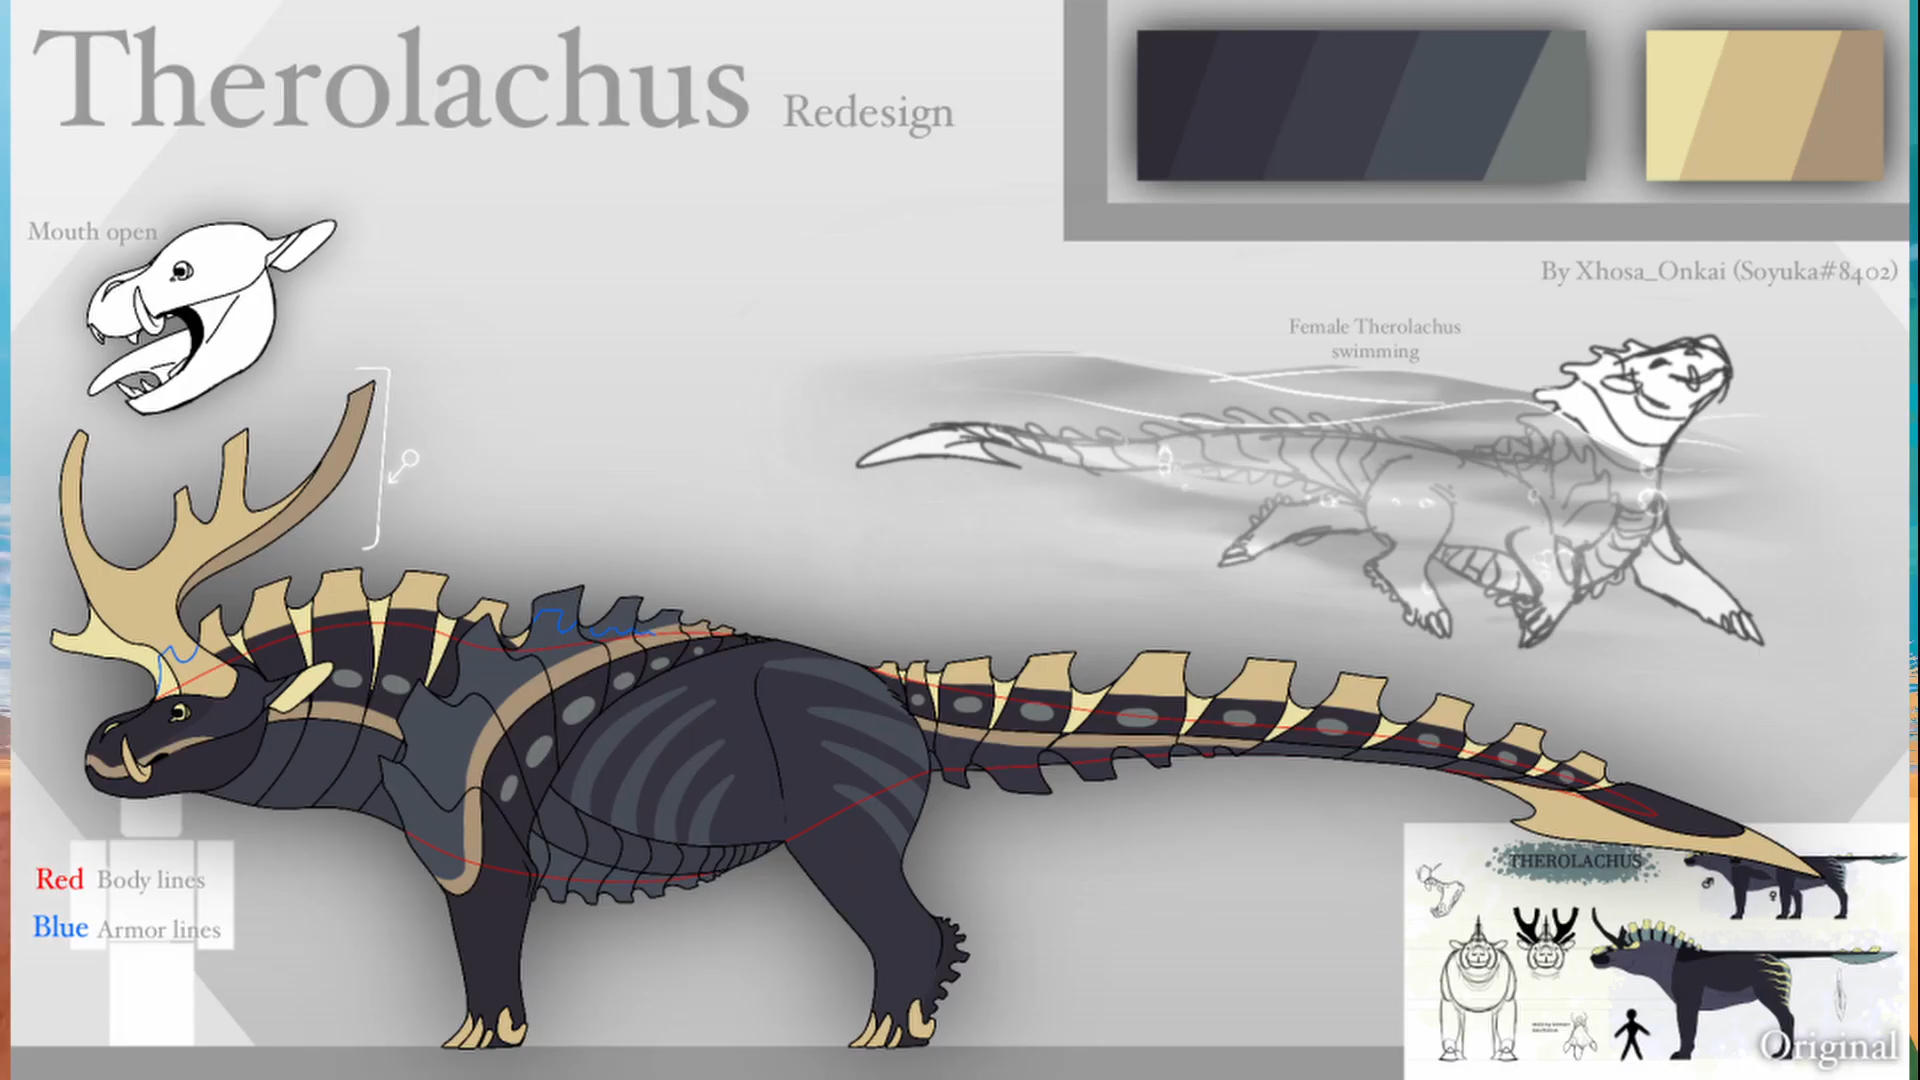 Therolachus Redesign
Mouth open
By Xhosa_Onkai (Soyuka#8402)
Female Therolachus
swimming
Red Body lines
Blue Armor lines
THEROLACHUS
Original